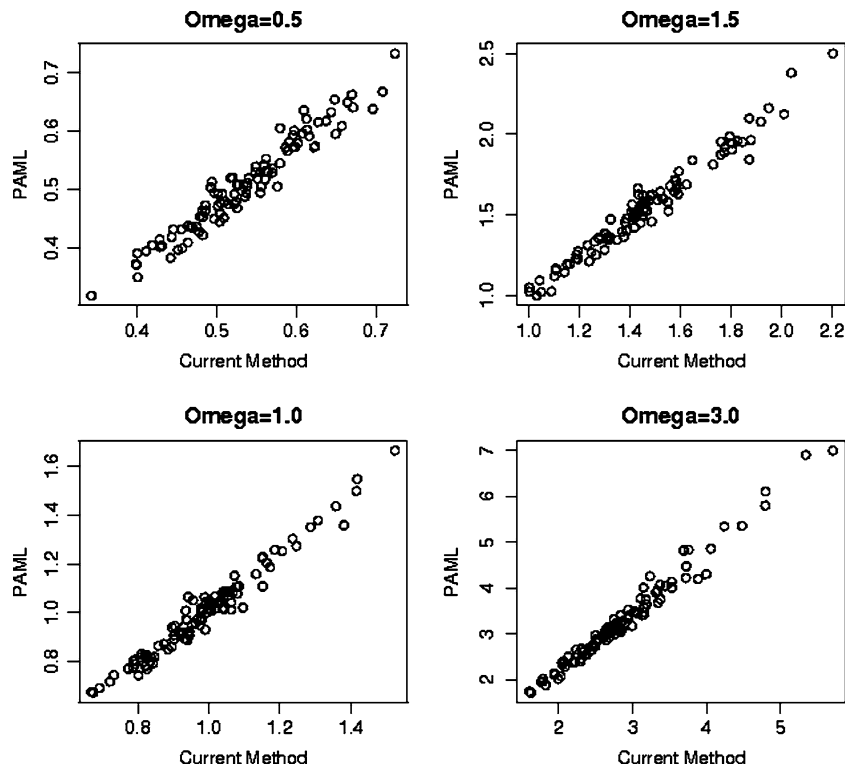 Omega=0.5
PAML
0.7
0.6
0.5
0.4
0.4 0.5 0.6 0.7
Current Method
Omega=1.5
PAML
2.5
2.0
1.5
1.0
1.0 1.2 1.4 1.6 1.8 2.0 2.2
Current Method
Omega=1.0
PAML
1.6
1.4
1.2
1.0
0.8
0.8 1.0 1.2 1.4
Current Method
Omega=3.0
PAML
7
6
5
4
3
2
2 3 4 5
Current Method